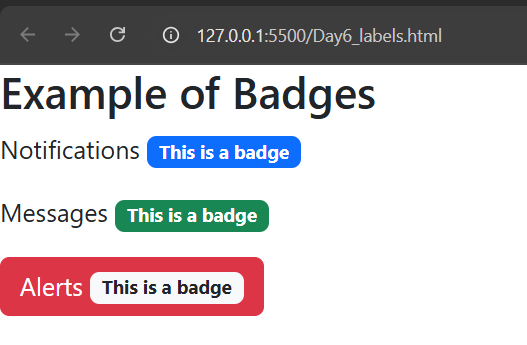 127.0.0.1:5500/Day6_labels.html
Example of Badges
Notifications This is a badge
Messages This is a badge
Alerts This is a badge